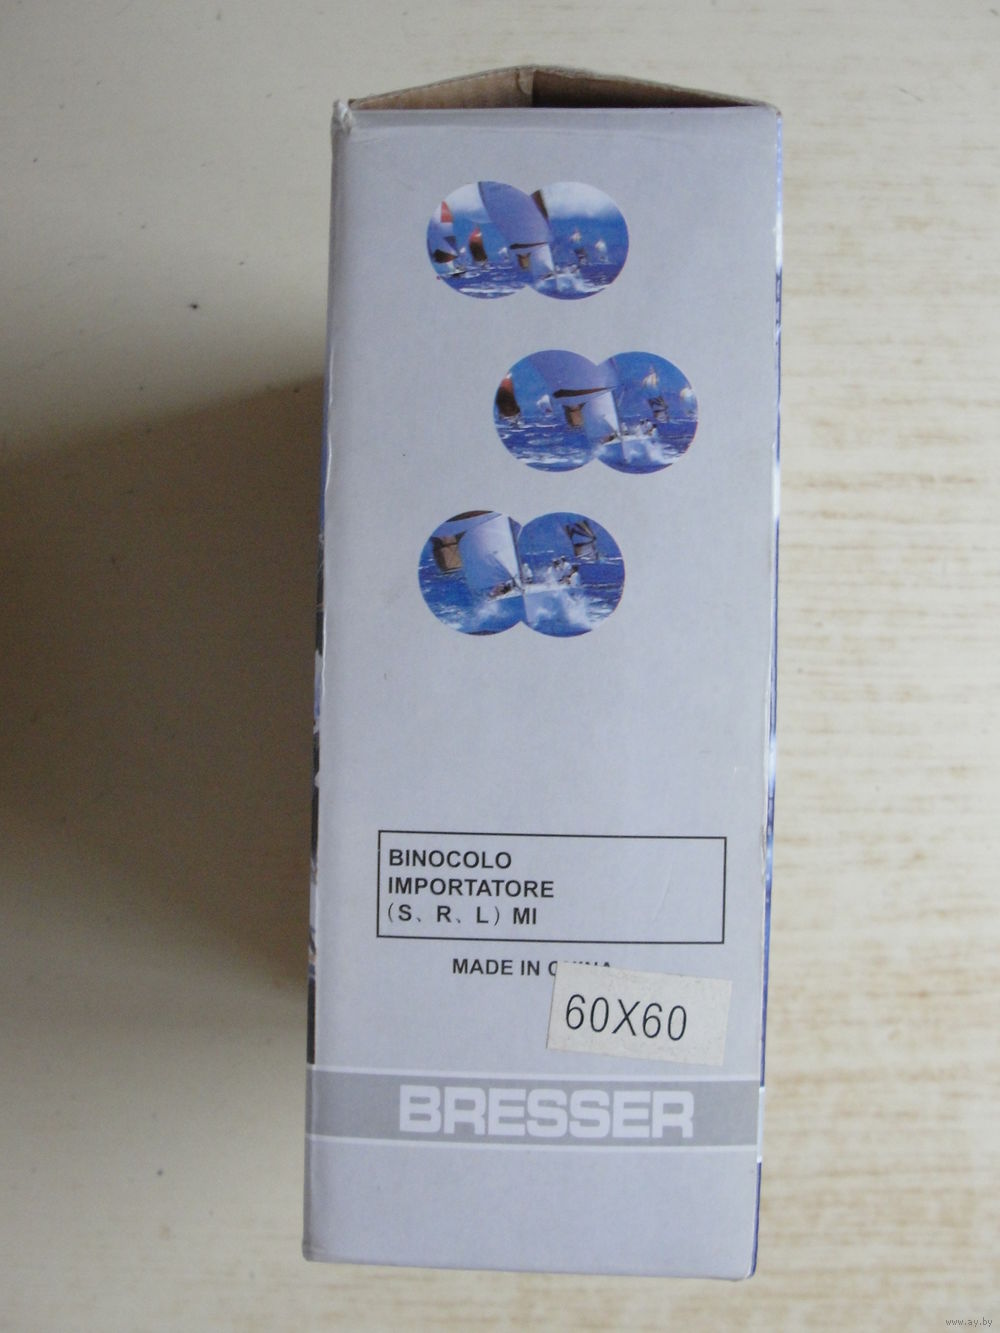 BINOCOLO
IMPORTATORE
(S、R、L) MI
MADE IN
60X60
BRESSER
www.ay.by